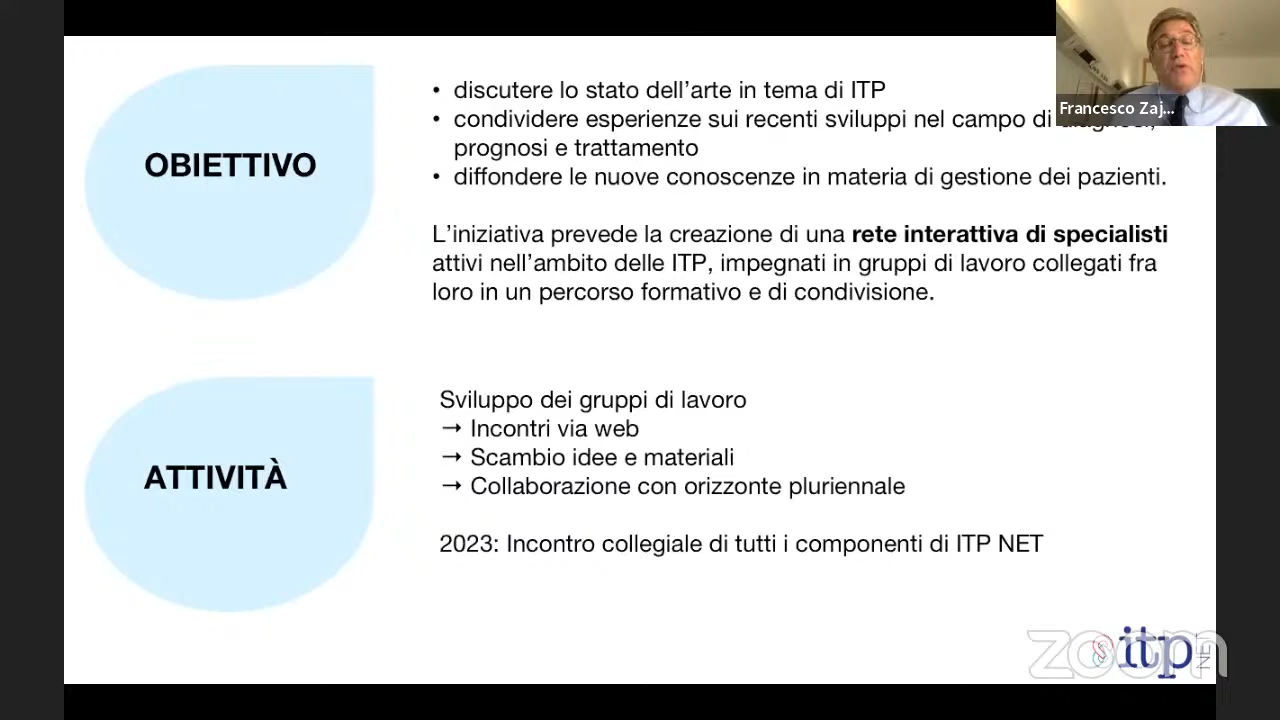 OBIETTIVO
• discutere lo stato dell’arte in tema di ITP
• condividere esperienze sui recenti sviluppi nel campo di
prognosi e trattamento
• diffondere le nuove conoscenze in materia di gestione dei pazienti.
L’iniziativa prevede la creazione di una rete interattiva di specialisti
attivi nell’ambito delle ITP, impegnati in gruppi di lavoro collegati fra
loro in un percorso formativo e di condivisione.
ATTIVITÀ
Sviluppo dei gruppi di lavoro
→ Incontri via web
→ Scambio idee e materiali
→ Collaborazione con orizzonte pluriennale
2023: Incontro collegiale di tutti i componenti di ITP NET
Francesco Zaj...
zoom
itp
NET